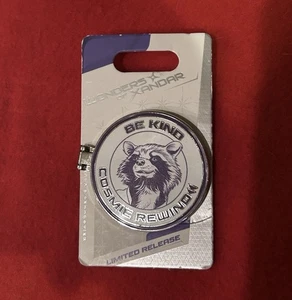 WONDERS
OF XANDAR
BE KIND
COSMIC REWIND
LIMITED RELEASE